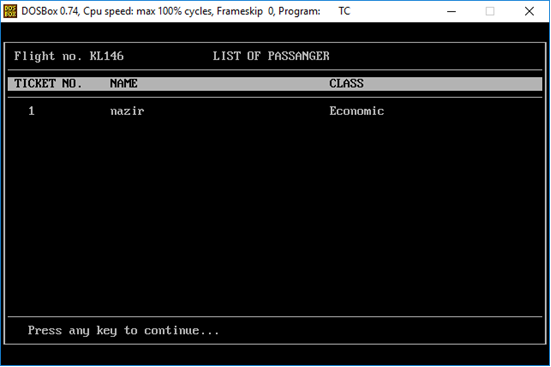 DOSBox 0.74, Cpu speed: max 100% cycles, Frameskip 0, Program: TC
Flight no. KL146 LIST OF PASSANGER
TICKET NO. NAME CLASS
1 nazir Economic
Press any key to continue...